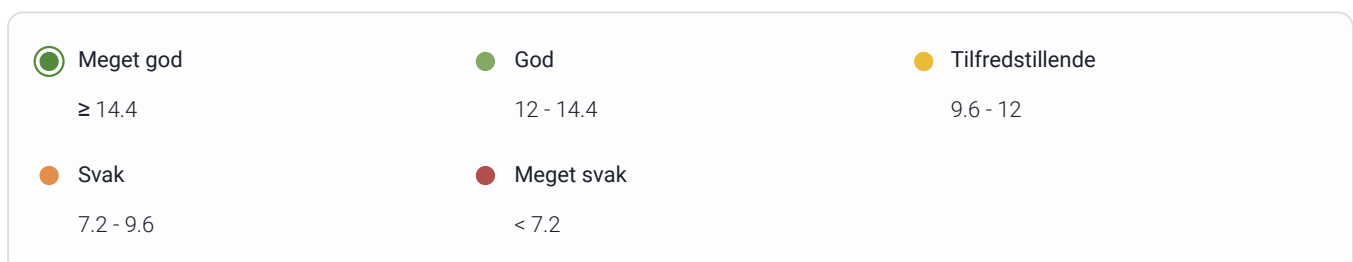 Meget god
God
Tilfredstillende
≥ 14.4
12 - 14.4
9.6 - 12
Svak
Meget svak
7.2 - 9.6
< 7.2